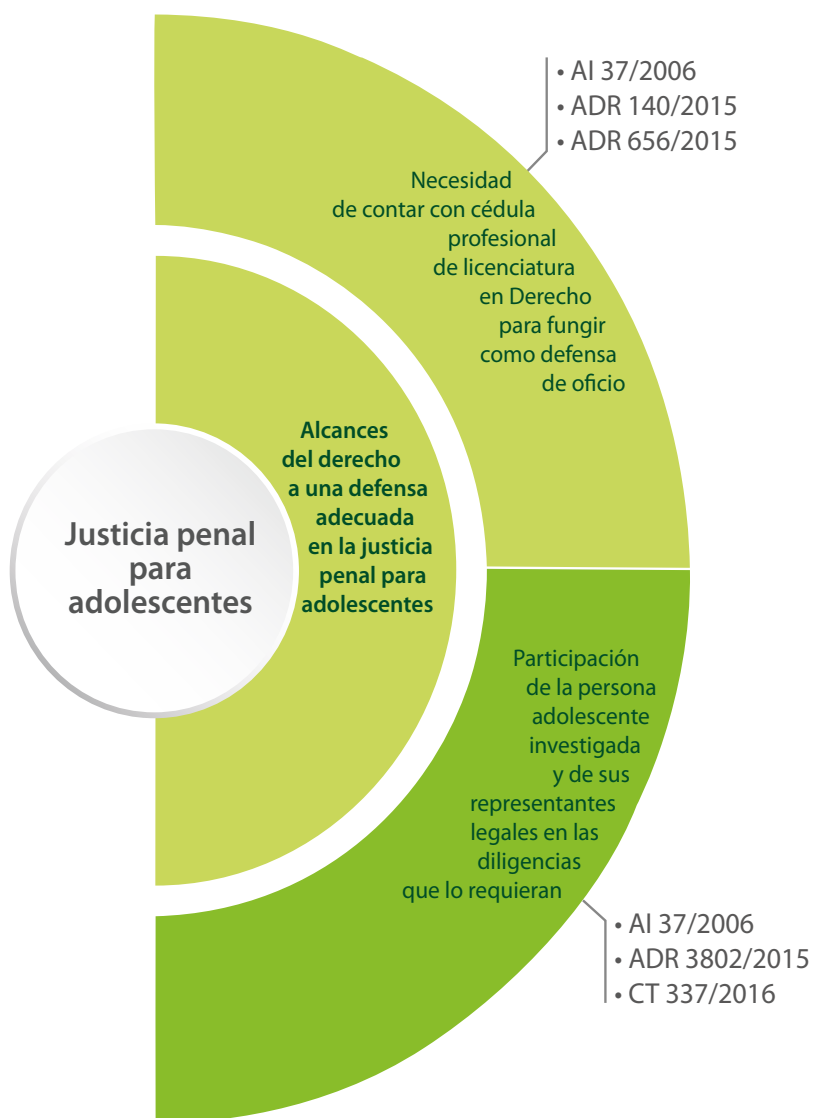 Justicia penal
para
adolescentes
Alcances
del derecho
a una defensa
adecuada
en la justicia
penal para
adolescentes
Necesidad
de contar con cédula
profesional
de licenciatura
en Derecho
para fungir
como defensa
de oficio
• AI 37/2006
• ADR 140/2015
• ADR 656/2015
Participación
de la persona
adolescente
investigada
y de sus
representantes
legales en las
diligencias
que lo requieran
• AI 37/2006
• ADR 3802/2015
• CT 337/2016